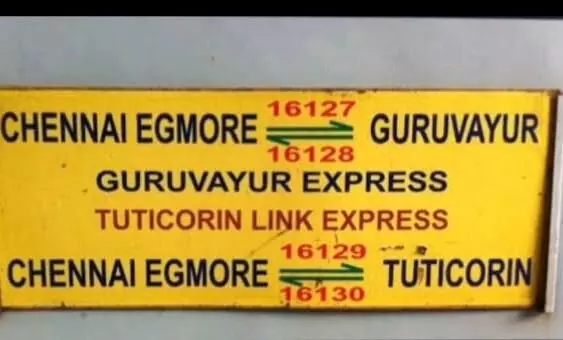 16127
CHENNAI EGMORE ⇌ GURUVAYUR
16128
GURUVAYUR EXPRESS
TUTICORIN LINK EXPRESS
16129
CHENNAI EGMORE ⇌ TUTICORIN
16130